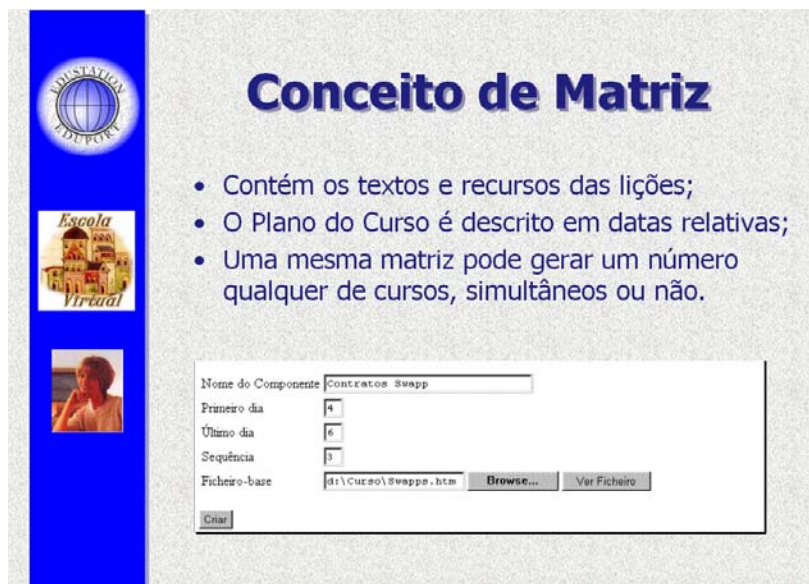 EDUSTATION
EDUPORT
Conceito de Matriz
• Contém os textos e recursos das lições;
• O Plano do Curso é descrito em datas relativas;
• Uma mesma matriz pode gerar um número
qualquer de cursos, simultâneos ou não.
Escola
Virtual
Nome do Componente Contratos Swapp
Primeiro dia 4
Último dia 6
Sequência 3
Ficheiro-base d:\Curso\Swapps.htm Browse... Ver Ficheiro
Criar